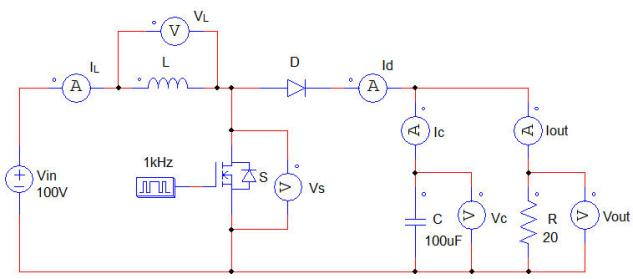 VL
V
IL
L
D
Id
A
A
A
Ic
A
Iout
1kHz
Vin
100V
S
V
Vs
C
100uF
V
Vc
R
20
V
Vout